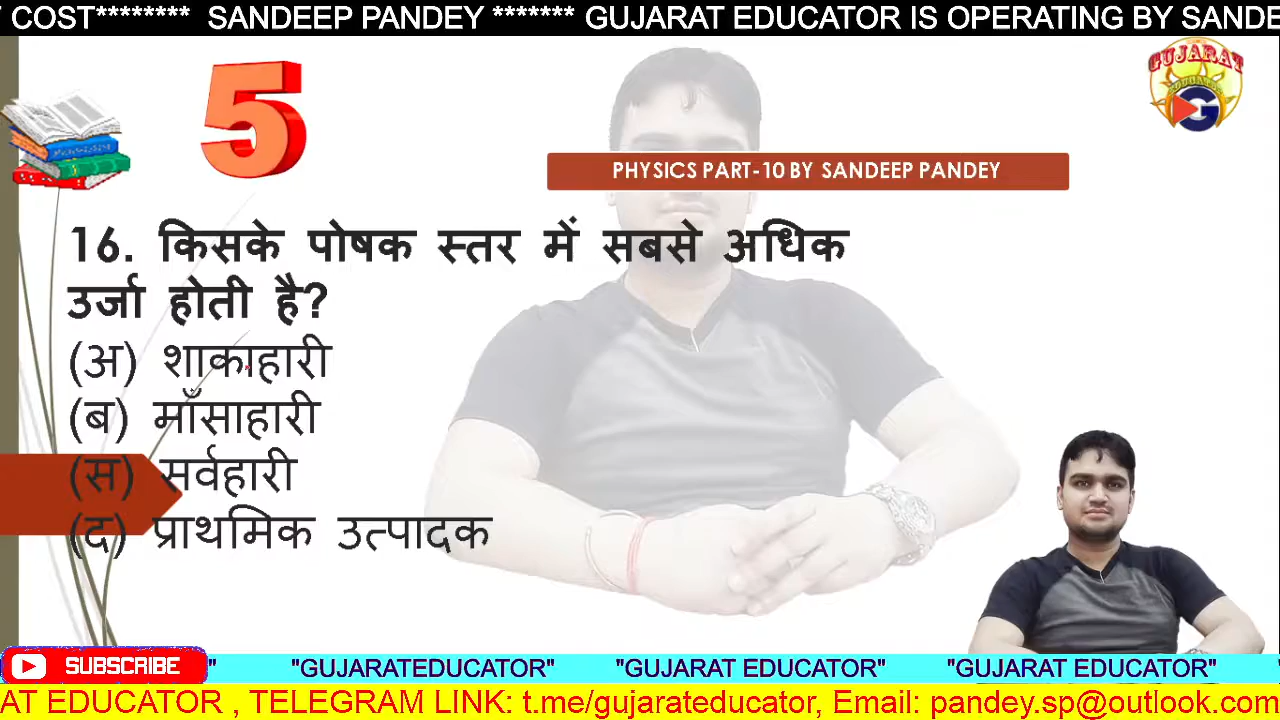 T COST******** SANDEEP PANDEY ******* GUJARAT EDUCATOR IS OPERATING BY SANDE
GUJARAT
EDUCATOR
G
5
PHYSICS PART-10 BY SANDEEP PANDEY
16. किसके पोषक स्तर में सबसे अधिक
उर्जा होती है?
(अ) शाकाहारी
(ब) माँसाहारी
(स) सर्वहारी
(द) प्राथमिक उत्पादक
SUBSCRIBE " "GUJARATEDUCATOR" "GUJARAT EDUCATOR" "GUJARAT EDUCATOR"
AT EDUCATOR , TELEGRAM LINK: t.me/gujarateducator, Email: pandey.sp@outlook.com